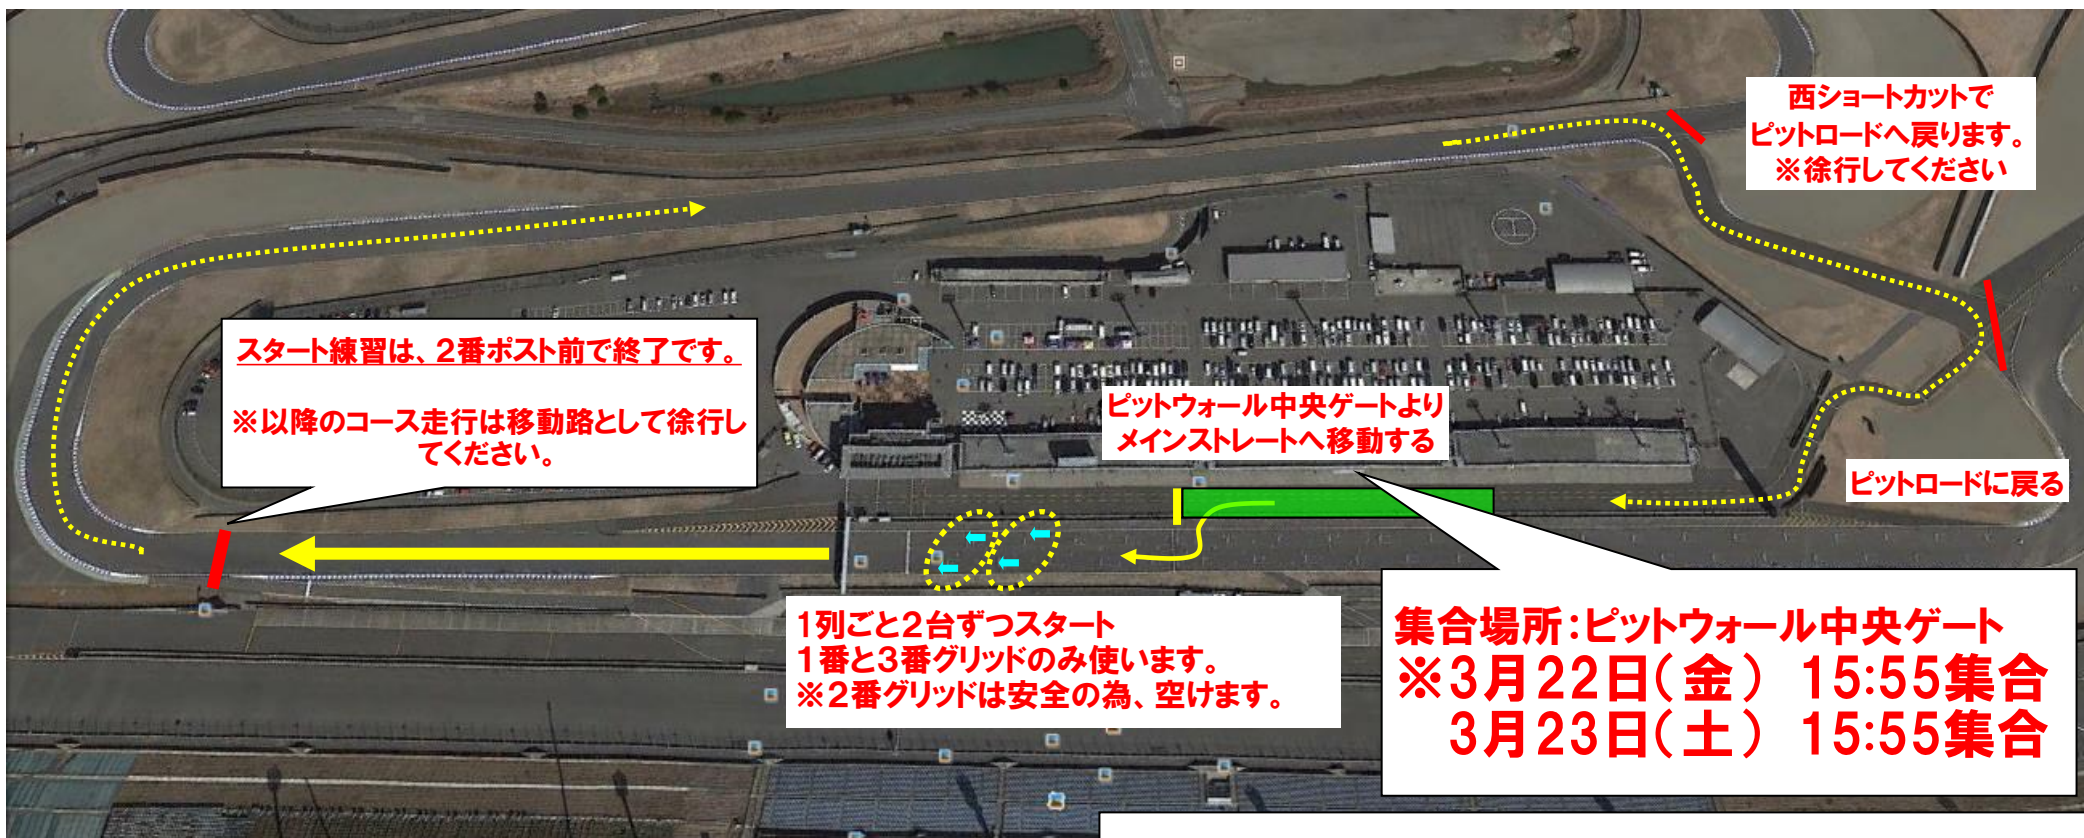 西ショートカットで
ピットロードへ戻ります。
※徐行してください
スタート練習は、２番ポスト前で終了です。
※以降のコース走行は移動路として徐行し
てください。
ピットウォール中央ゲートより
メインストレートへ移動する
ピットロードに戻る
1列ごと２台ずつスタート
１番と３番グリッドのみ使います。
※２番グリッドは安全の為、空けます。
集合場所：ピットウォール中央ゲート
※３月２２日（金）　１５：５５集合
３月２３日（土）　１５：５５集合